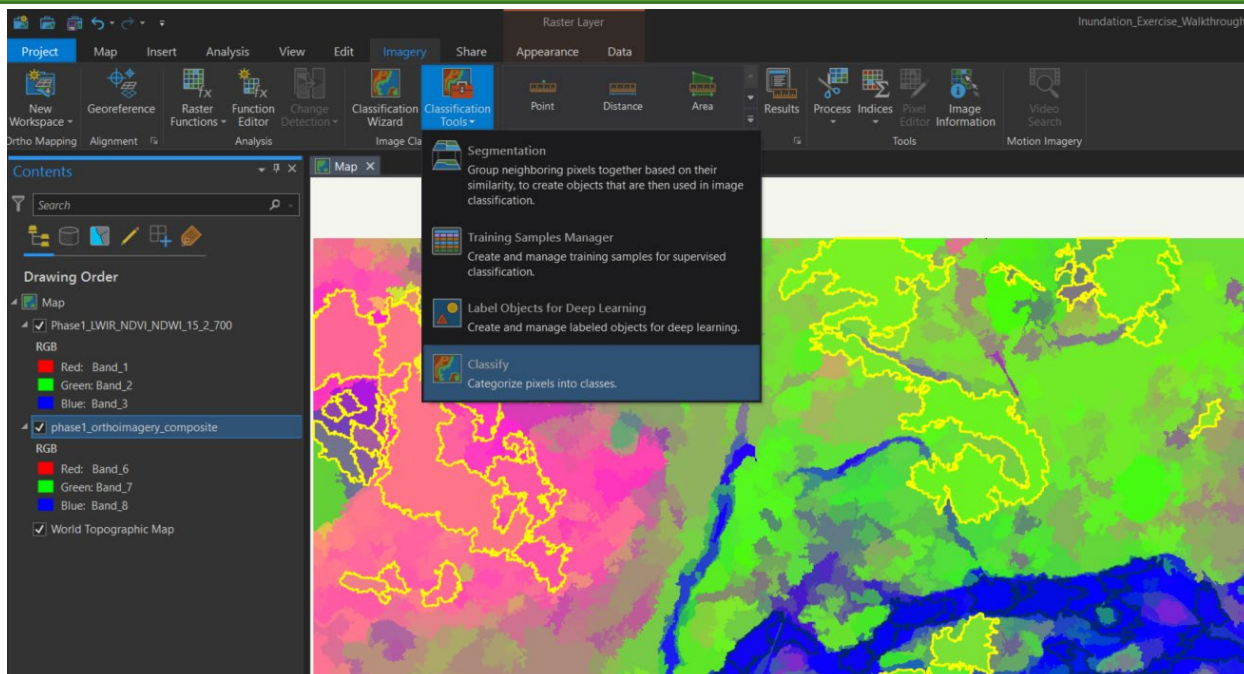 Raster Layer
Inundation_Exercise_Walkthrough
Project Map Insert Analysis View Edit Imagery Share Appearance Data
New Workspace
Georeference
Raster Functions
Function Editor
Change Detection
Classification Wizard
Classification Tools
Point
Distance
Area
Results
Process
Indices
Pixel Editor
Image Information
Video Search
Ortho Mapping
Alignment
Analysis
Image Cla
Tools
Motion Imagery
Contents
Map
Search
Drawing Order
Map
Phase1_LWIR_NDVI_NDWI_15_2_700
RGB
Red: Band_1
Green: Band_2
Blue: Band_3
phase1_orthoimagery_composite
RGB
Red: Band_6
Green: Band_7
Blue: Band_8
World Topographic Map
Segmentation
Group neighboring pixels together based on their
similarity, to create objects that are then used in image
classification.
Training Samples Manager
Create and manage training samples for supervised
classification.
Label Objects for Deep Learning
Create and manage labeled objects for deep learning.
Classify
Categorize pixels into classes.